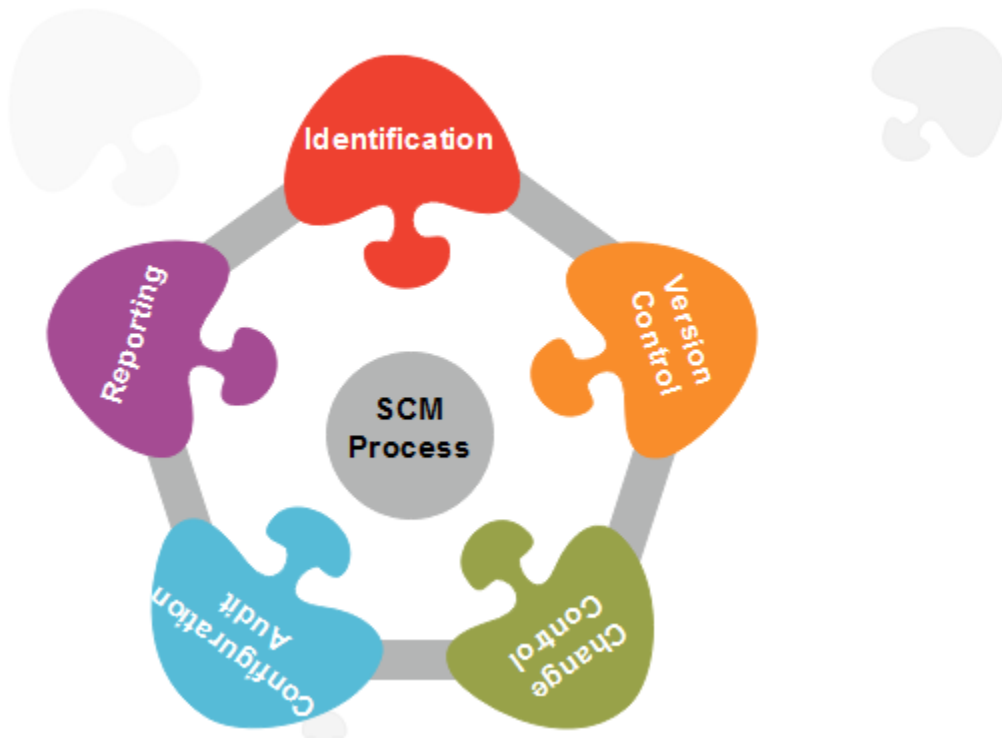 Identification
Version
Control
Change
Control
Configuration
Audit
Reporting
SCM
Process